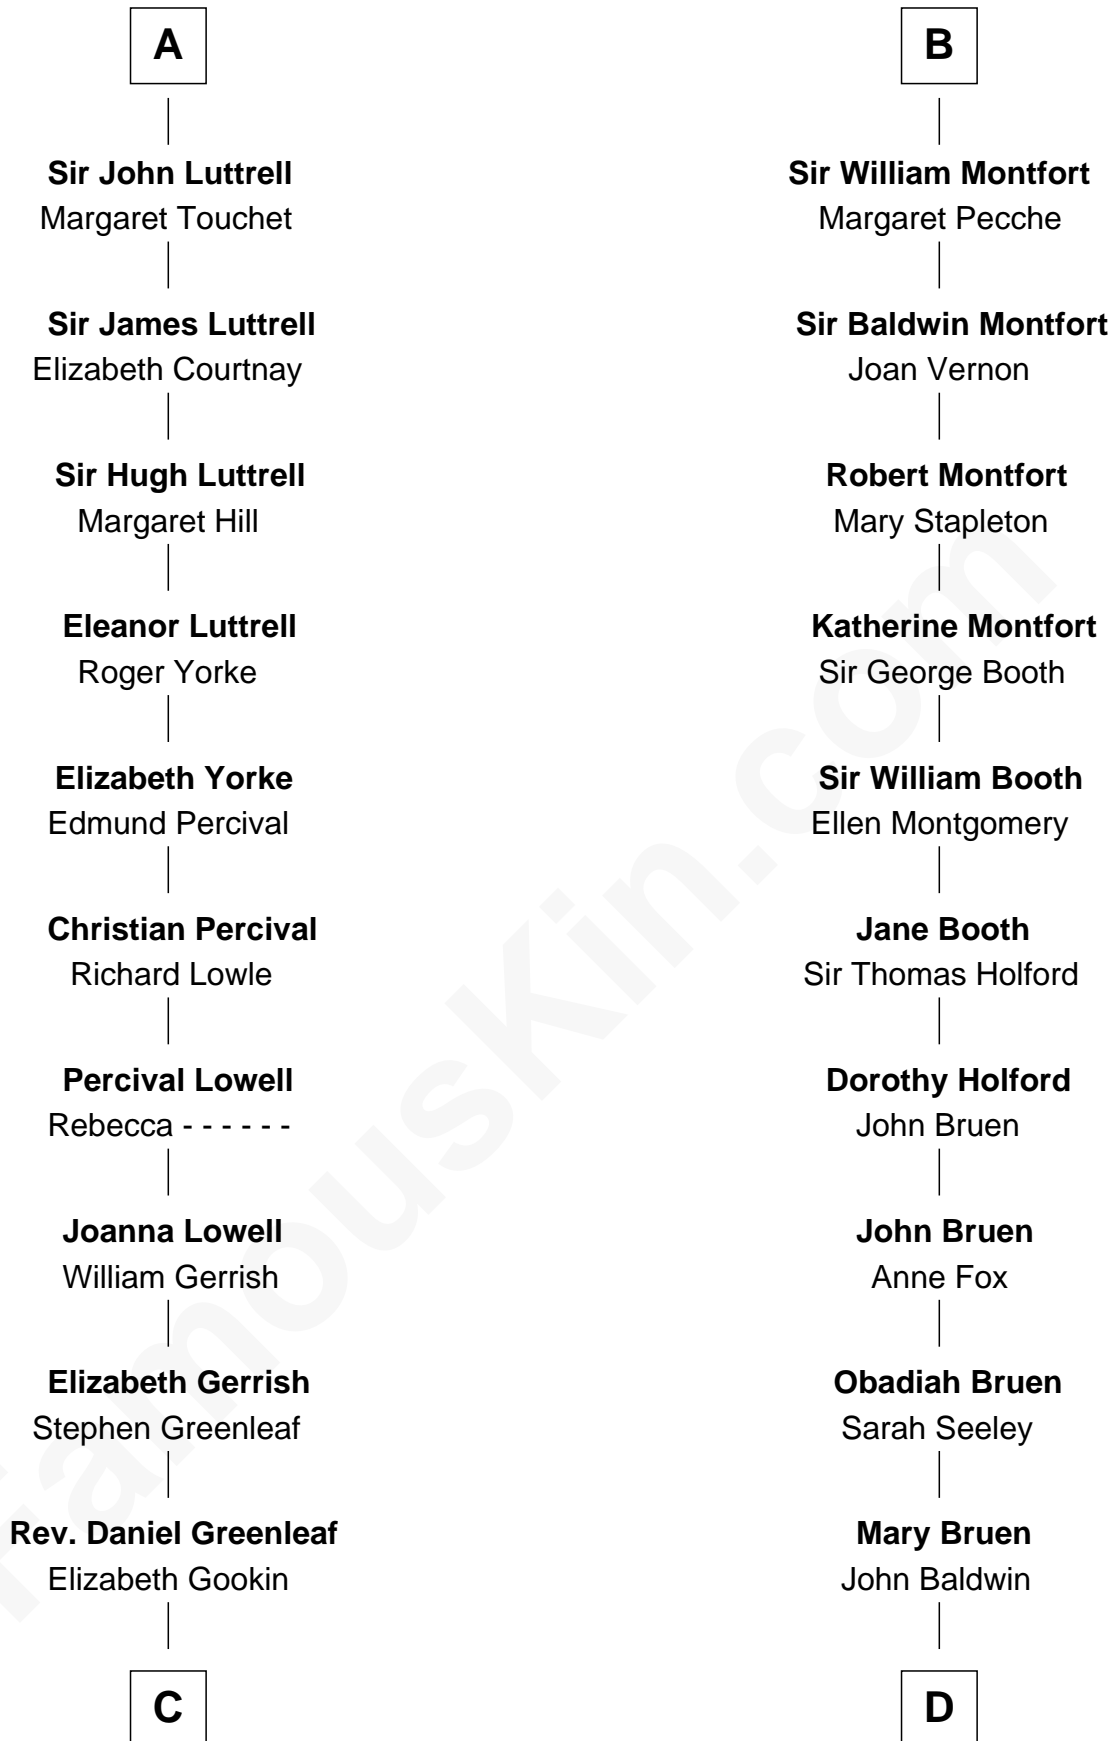 A
Sir John Luttrell
Margaret Touchet
Sir James Luttrell
Elizabeth Courtnay
Sir Hugh Luttrell
Margaret Hill
Eleanor Luttrell
Roger Yorke
Elizabeth Yorke
Edmund Percival
Christian Percival
Richard Lowle
Percival Lowell
Rebecca - - - - - -
Joanna Lowell
William Gerrish
Elizabeth Gerrish
Stephen Greenleaf
Rev. Daniel Greenleaf
Elizabeth Gookin
C
B
Sir William Montfort
Margaret Pecche
Sir Baldwin Montfort
Joan Vernon
Robert Montfort
Mary Stapleton
Katherine Montfort
Sir George Booth
Sir William Booth
Ellen Montgomery
Jane Booth
Sir Thomas Holford
Dorothy Holford
John Bruen
John Bruen
Anne Fox
Obadiah Bruen
Sarah Seeley
Mary Bruen
John Baldwin
D
FamousKin.com